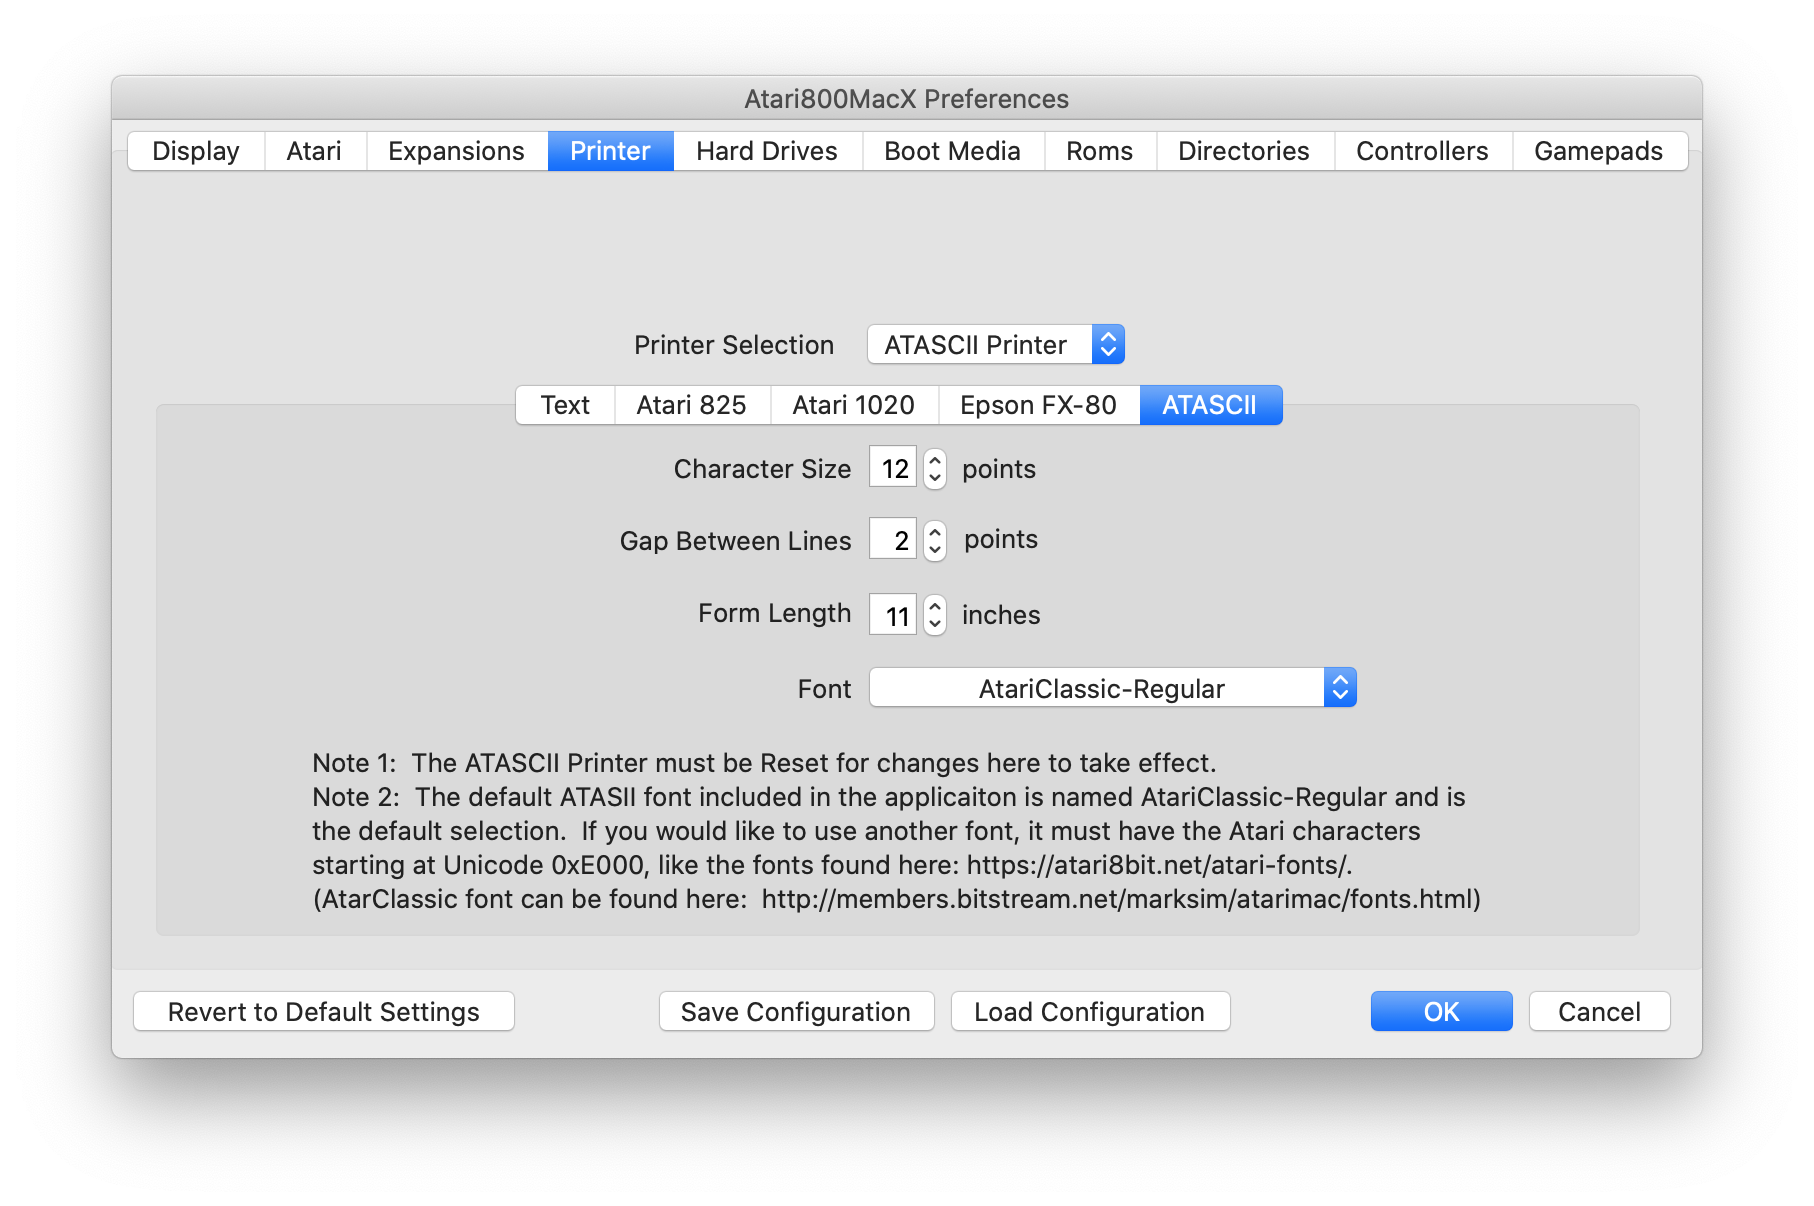 Atari800MacX Preferences
Display Atari Expansions Printer Hard Drives Boot Media Roms Directories Controllers Gamepads
Printer Selection ATASCII Printer
Text Atari 825 Atari 1020 Epson FX-80 ATASCII
Character Size 12 points
Gap Between Lines 2 points
Form Length 11 inches
Font AtariClassic-Regular
Note 1:  The ATASCII Printer must be Reset for changes here to take effect.
Note 2:  The default ATASII font included in the applicaiton is named AtariClassic-Regular and is
the default selection.  If you would like to use another font, it must have the Atari characters
starting at Unicode 0xE000, like the fonts found here: https://atari8bit.net/atari-fonts/.
(AtarClassic font can be found here:  http://members.bitstream.net/marksim/atarimac/fonts.html)
Revert to Default Settings Save Configuration Load Configuration OK Cancel